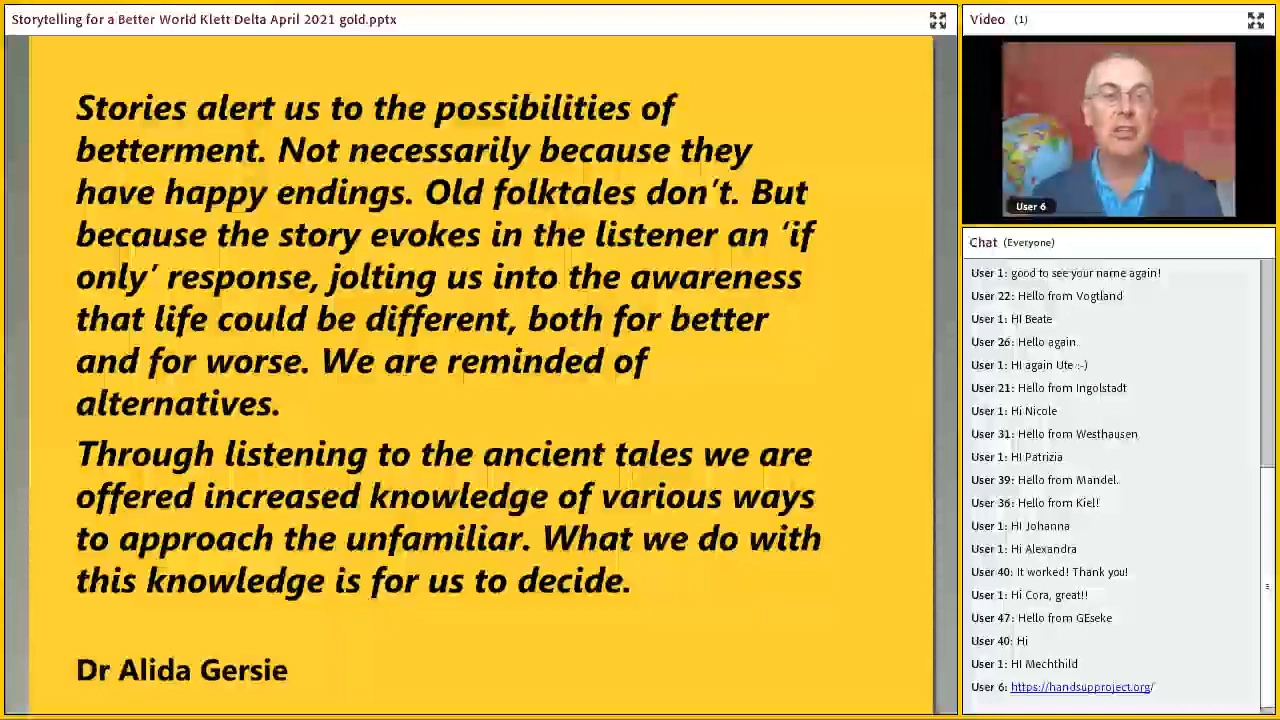 Storytelling for a Better World Klett Delta April 2021 gold.pptx
Stories alert us to the possibilities of
betterment. Not necessarily because they
have happy endings. Old folktales don't. But
because the story evokes in the listener an 'if
only' response, jolting us into the awareness
that life could be different, both for better
and for worse. We are reminded of
alternatives.
Through listening to the ancient tales we are
offered increased knowledge of various ways
to approach the unfamiliar. What we do with
this knowledge is for us to decide.
Dr Alida Gersie
Video (1)
User 6
Chat (Everyone)
User 1: good to see your name again!
User 22: Hello from Vogtland
User 1: HI Beate
User 26: Hello again.
User 1: HI again Ute :-)
User 21: Hello from Ingolstadt
User 1: Hi Nicole
User 31: Hello from Westhausen
User 1: HI Patrizia
User 39: Hello from Mandel.
User 36: Hello from Kiel!
User 1: HI Johanna
User 1: Hi Alexandra
User 40: It worked! Thank you!
User 1: Hi Cora, great!!
User 47: Hello from GEseke
User 40: Hi
User 1: HI Mechthild
User 6: https://handsupproject.org/